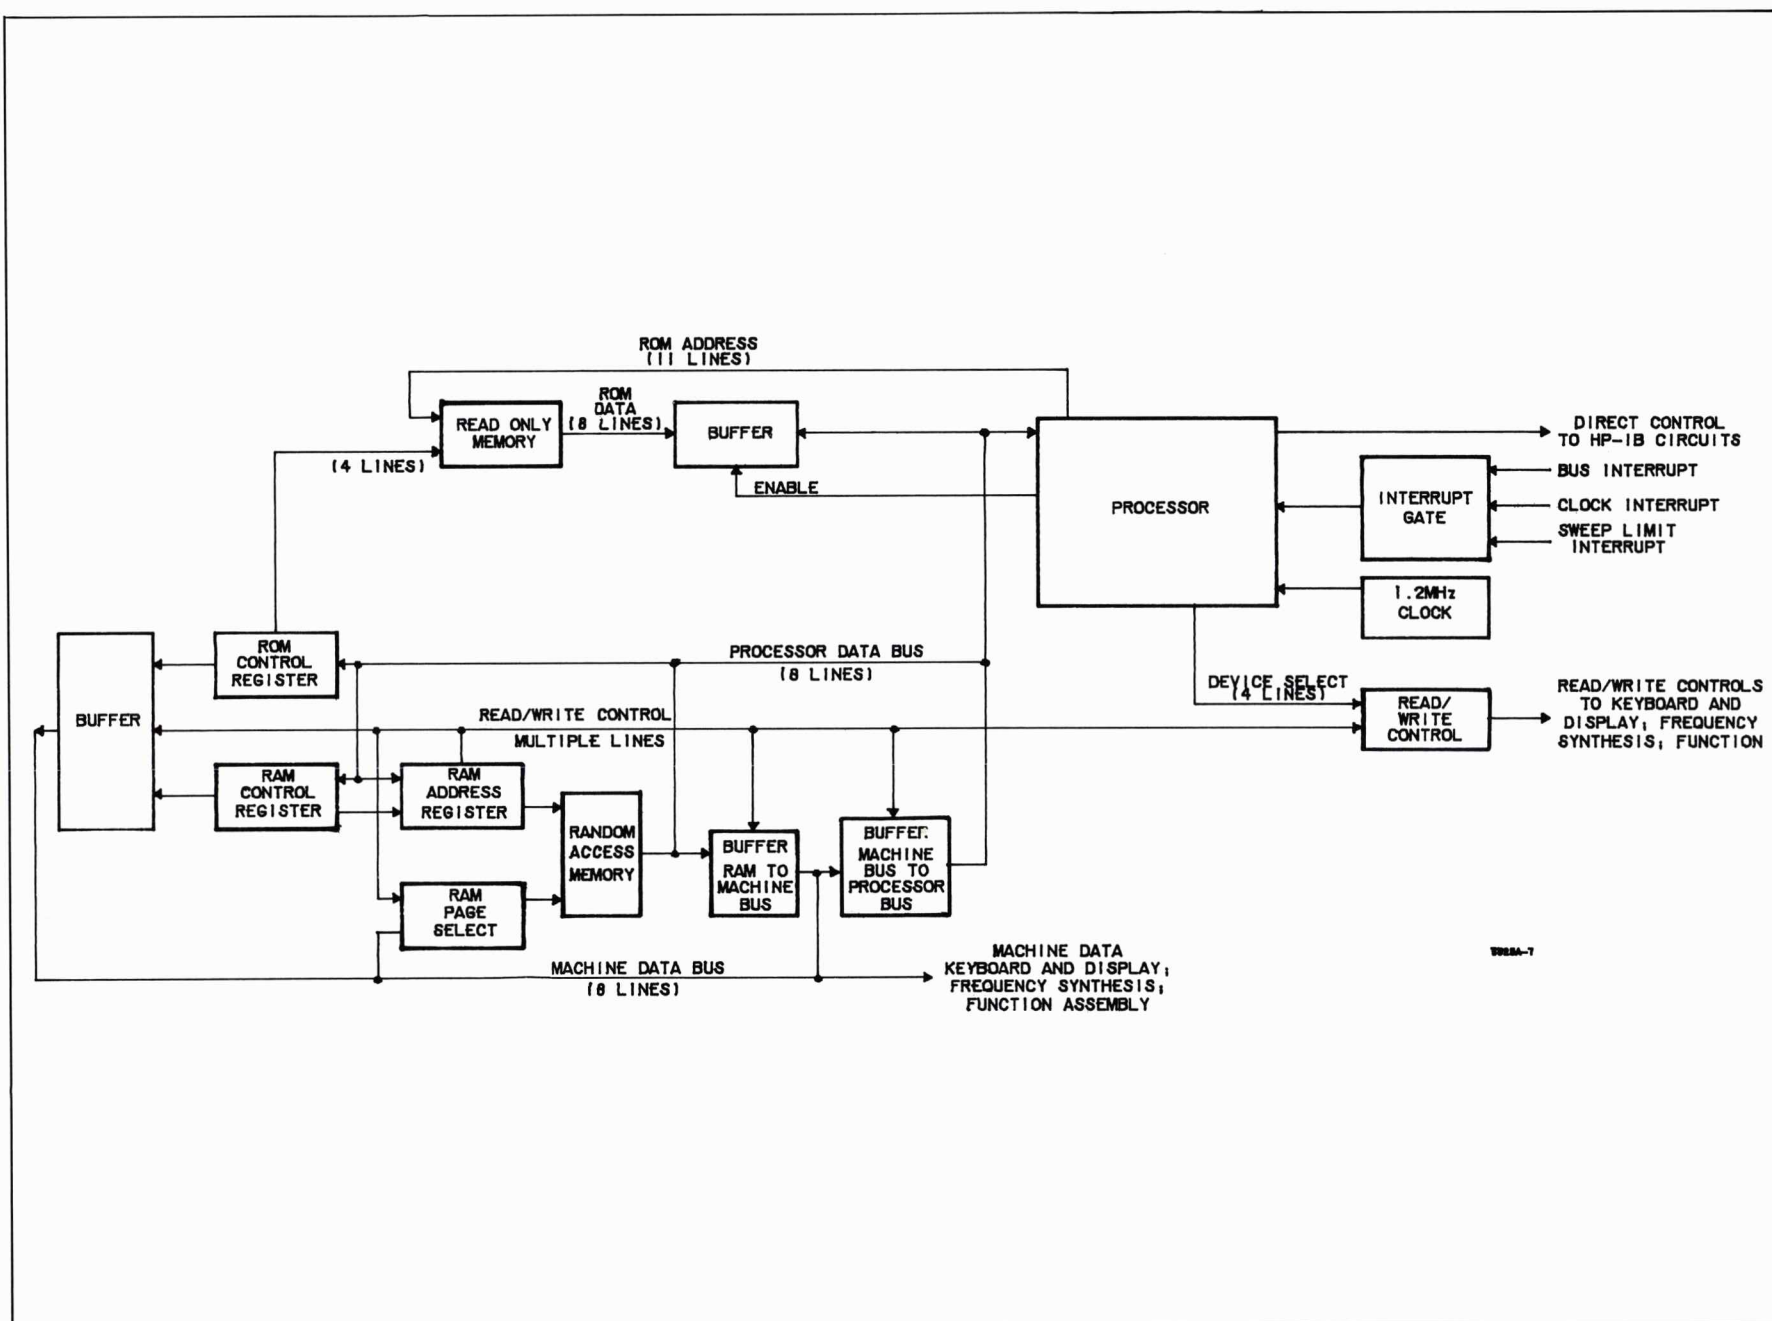 ROM ADDRESS
(11 LINES)
ROM
DATA
(8 LINES)
READ ONLY
MEMORY
BUFFER
(4 LINES)
ENABLE
PROCESSOR
DIRECT CONTROL
TO HP-IB CIRCUITS
BUS INTERRUPT
INTERRUPT
GATE
CLOCK INTERRUPT
SWEEP LIMIT
INTERRUPT
1.2MHz
CLOCK
ROM
CONTROL
REGISTER
BUFFER
PROCESSOR DATA BUS
(8 LINES)
DEVICE SELECT
(4 LINES)
READ/
WRITE
CONTROL
READ/WRITE CONTROLS
TO KEYBOARD AND
DISPLAY; FREQUENCY
SYNTHESIS; FUNCTION
READ/WRITE CONTROL
MULTIPLE LINES
RAM
CONTROL
REGISTER
RAM
ADDRESS
REGISTER
RANDOM
ACCESS
MEMORY
BUFFER
RAM TO
MACHINE
BUS
BUFFER
MACHINE
BUS TO
PROCESSOR
BUS
RAM
PAGE
SELECT
MACHINE DATA BUS
(8 LINES)
MACHINE DATA
KEYBOARD AND DISPLAY;
FREQUENCY SYNTHESIS;
FUNCTION ASSEMBLY